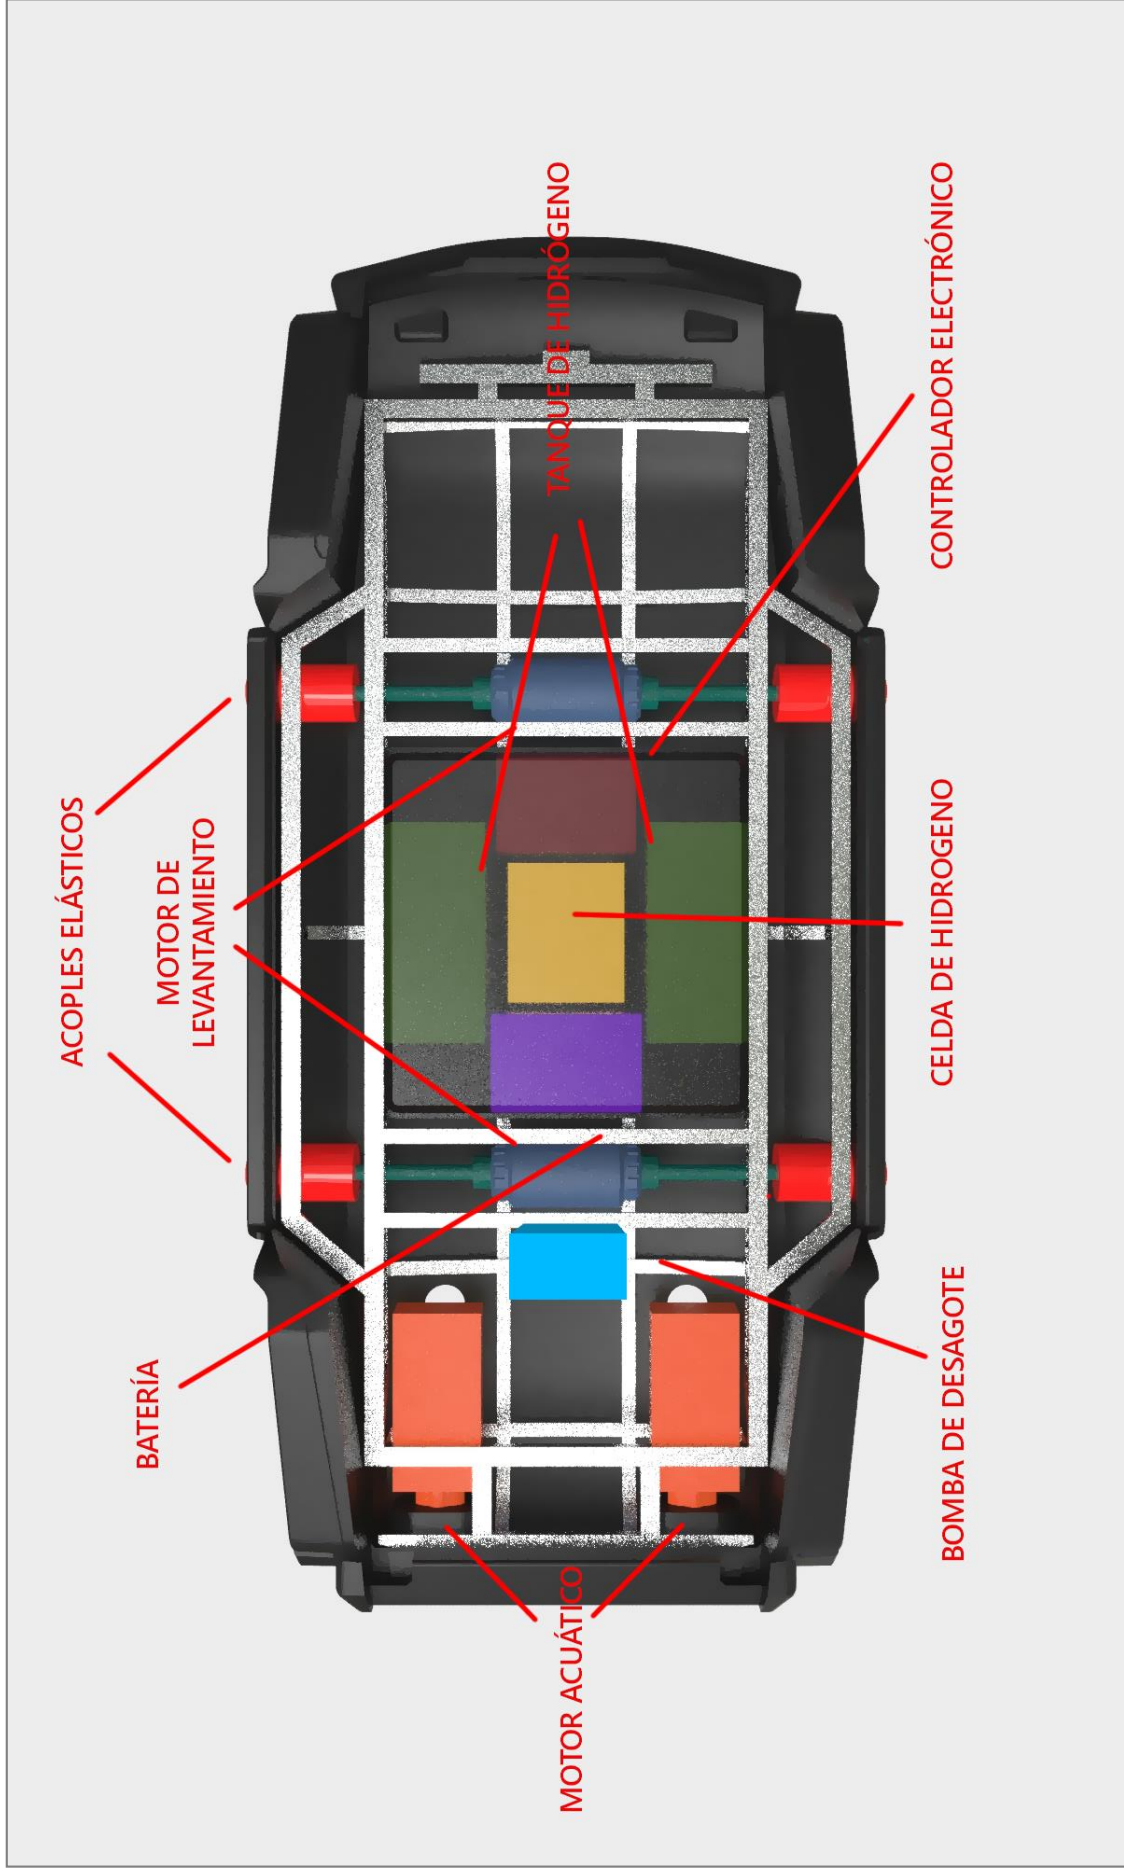 ACOPLES ELÁSTICOS
MOTOR DE
LEVANTAMIENTO
BATERÍA
TANQUE DE HIDRÓGENO
MOTOR ACUÁTICO
CONTROLADOR ELECTRÓNICO
CELDA DE HIDROGENO
BOMBA DE DESAGOTE